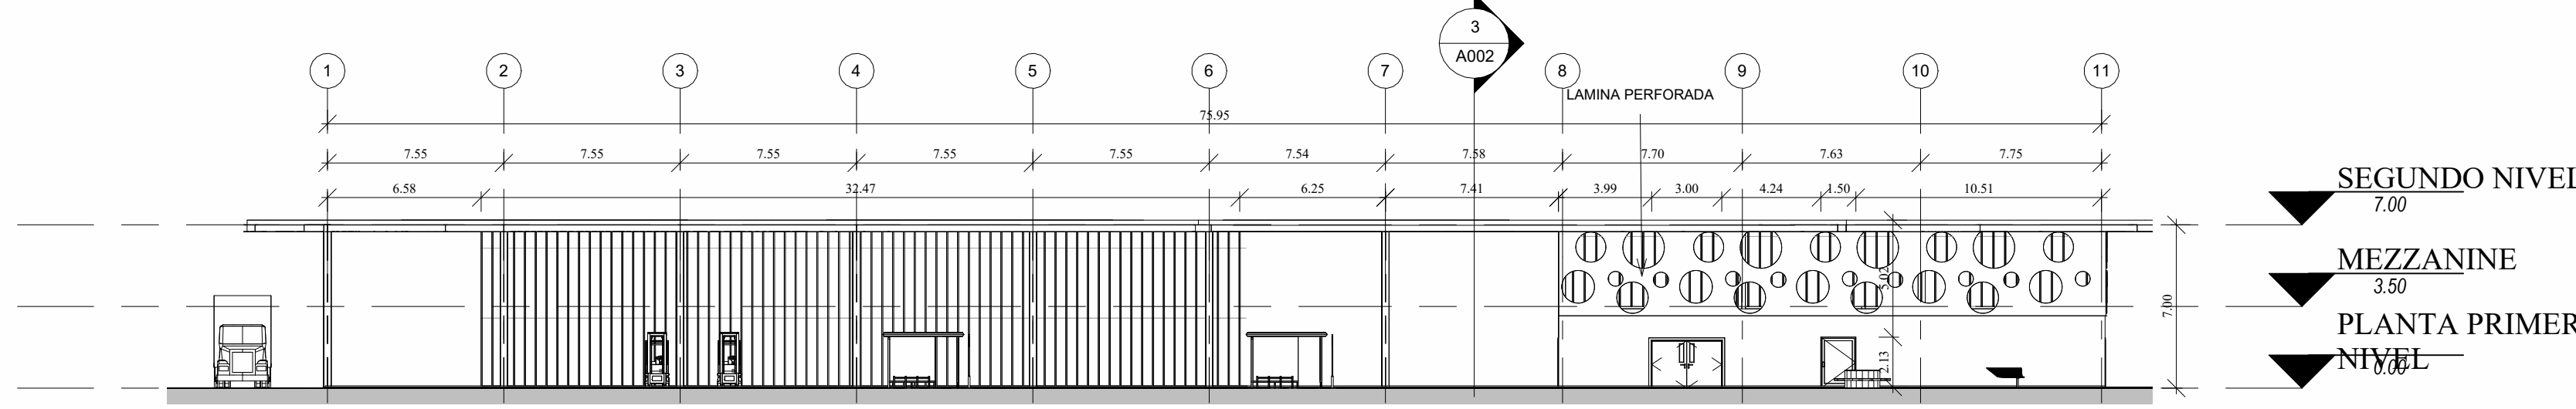 3
A002
1 2 3 4 5 6 7 8 9 10 11
LAMINA PERFORADA
75.95
7.55 7.55 7.55 7.55 7.55 7.54 7.58 7.70 7.63 7.75
6.58 32.47 6.25 7.41 3.99 3.00 4.24 1.50 10.51
SEGUNDO NIVEL
7.00
MEZZANINE
3.50
PLANTA PRIMER
NIVEL
0.00
5.02
2.13
7.00